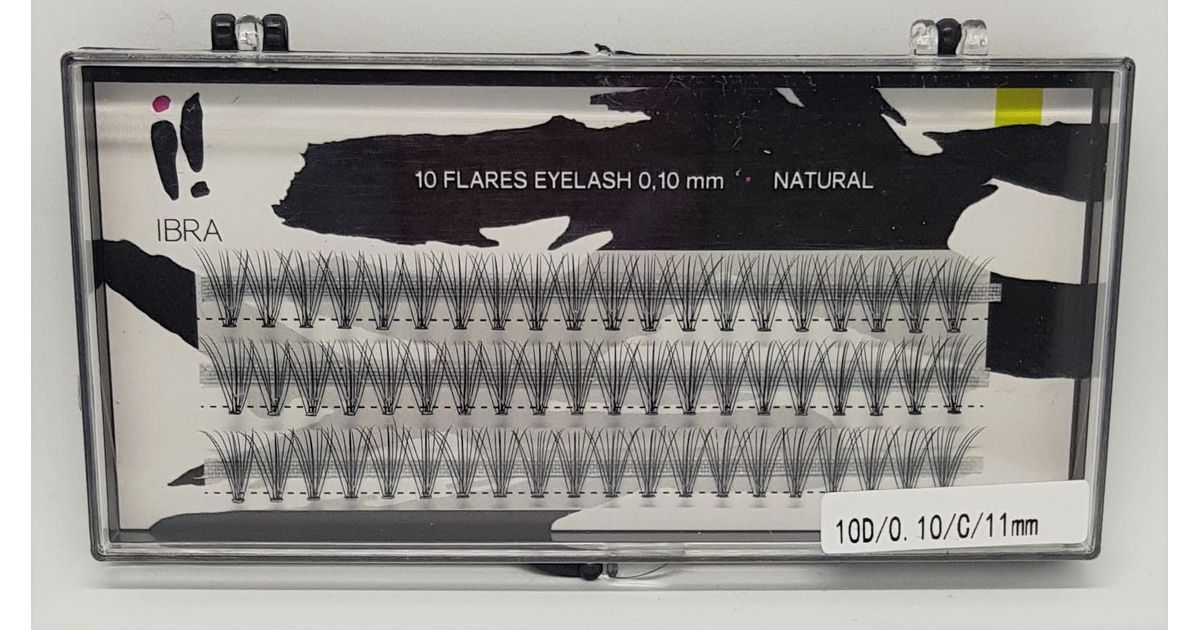 i!
IBRA
10 FLARES EYELASH 0,10 mm · NATURAL
10D/0.10/C/11mm